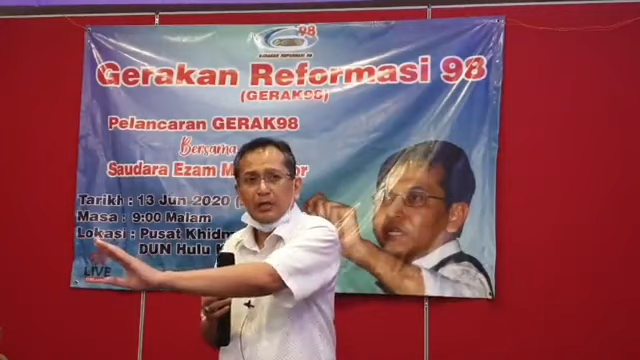 98
GERAKAN REFORMASI 98
Gerakan Reformasi 98
(GERAK98)
Pelancaran GERAK98
Bersama
Saudara Ezam
Tarikh : 13 Jun 2020
Masa : 9:00 Malam
Lokasi : Pusat Khidm
DUN Hulu
LIVE